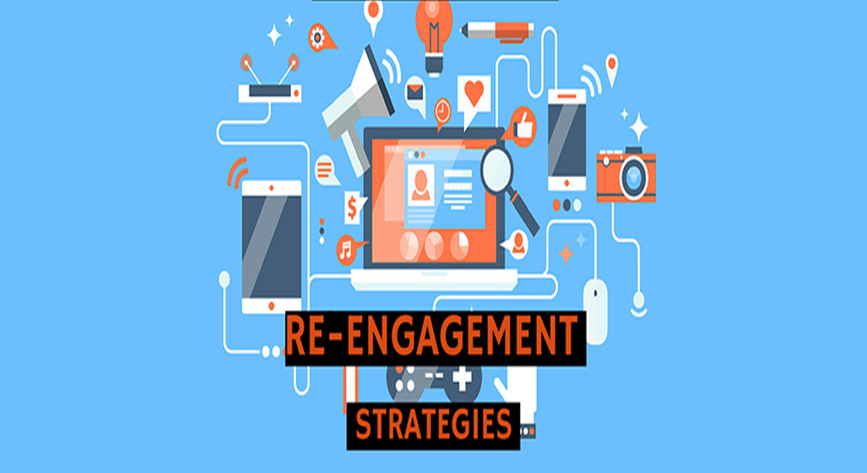 $
RE-ENGAGEMENT
STRATEGIES